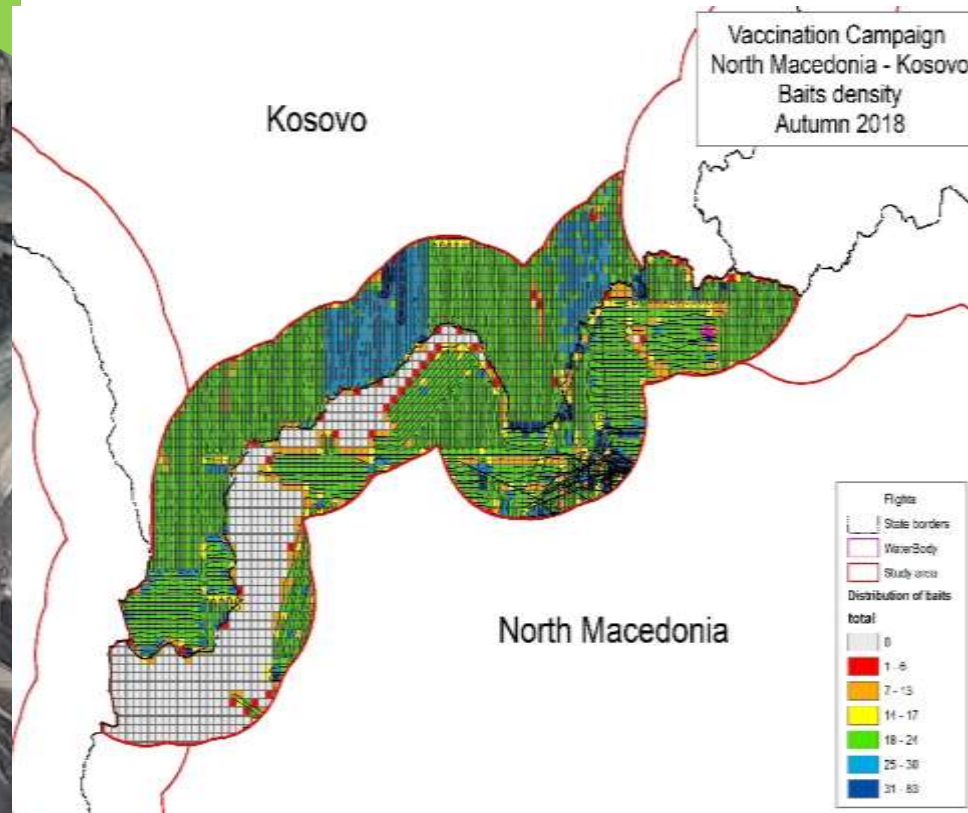 Vaccination Campaign
North Macedonia - Kosovo
Baits density
Autumn 2018
Kosovo
North Macedonia
Flights
State borders
WaterBody
Study area
Distribution of baits
total
0
1 - 6
7 - 13
14 - 17
18 - 24
25 - 30